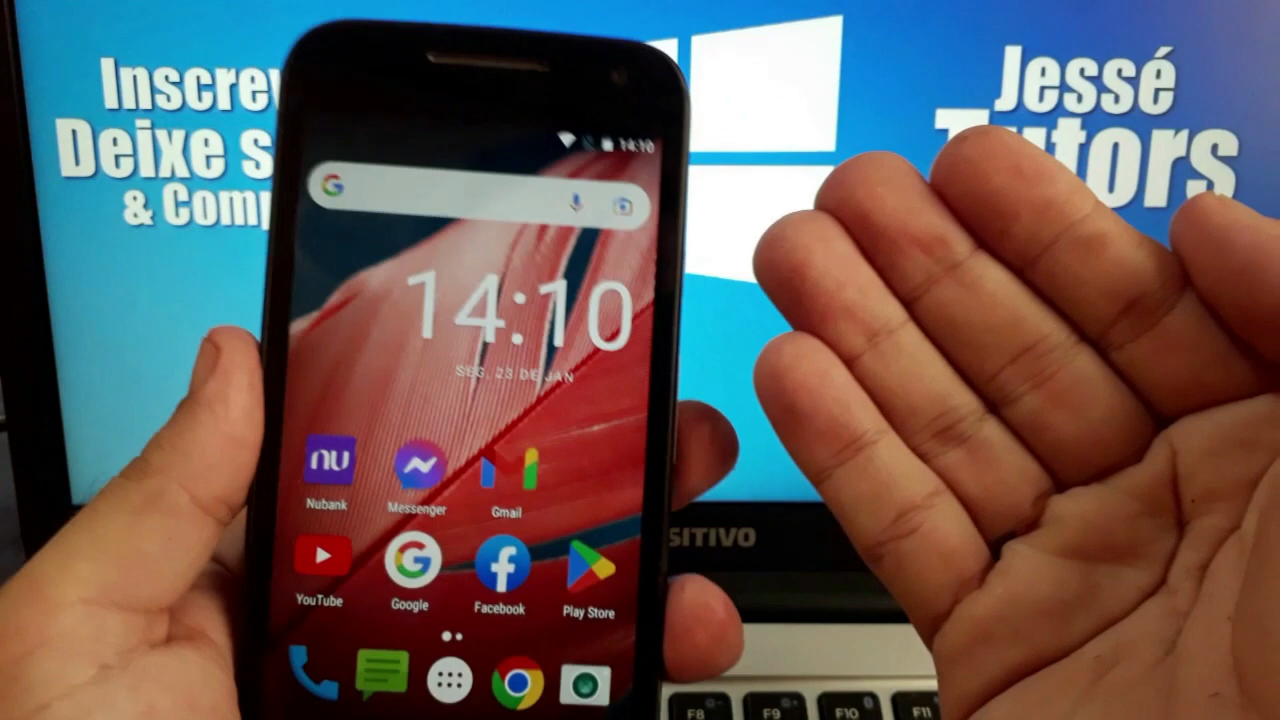 Inscrev
Deixe s
& Comp
Jessé
Tutors
14:10
14:10
SEG. 23 DE JAN
nu
Nubank
Messenger
Gmail
YouTube
Google
Facebook
Play Store
SITIVO
F8
F9
F10
F11